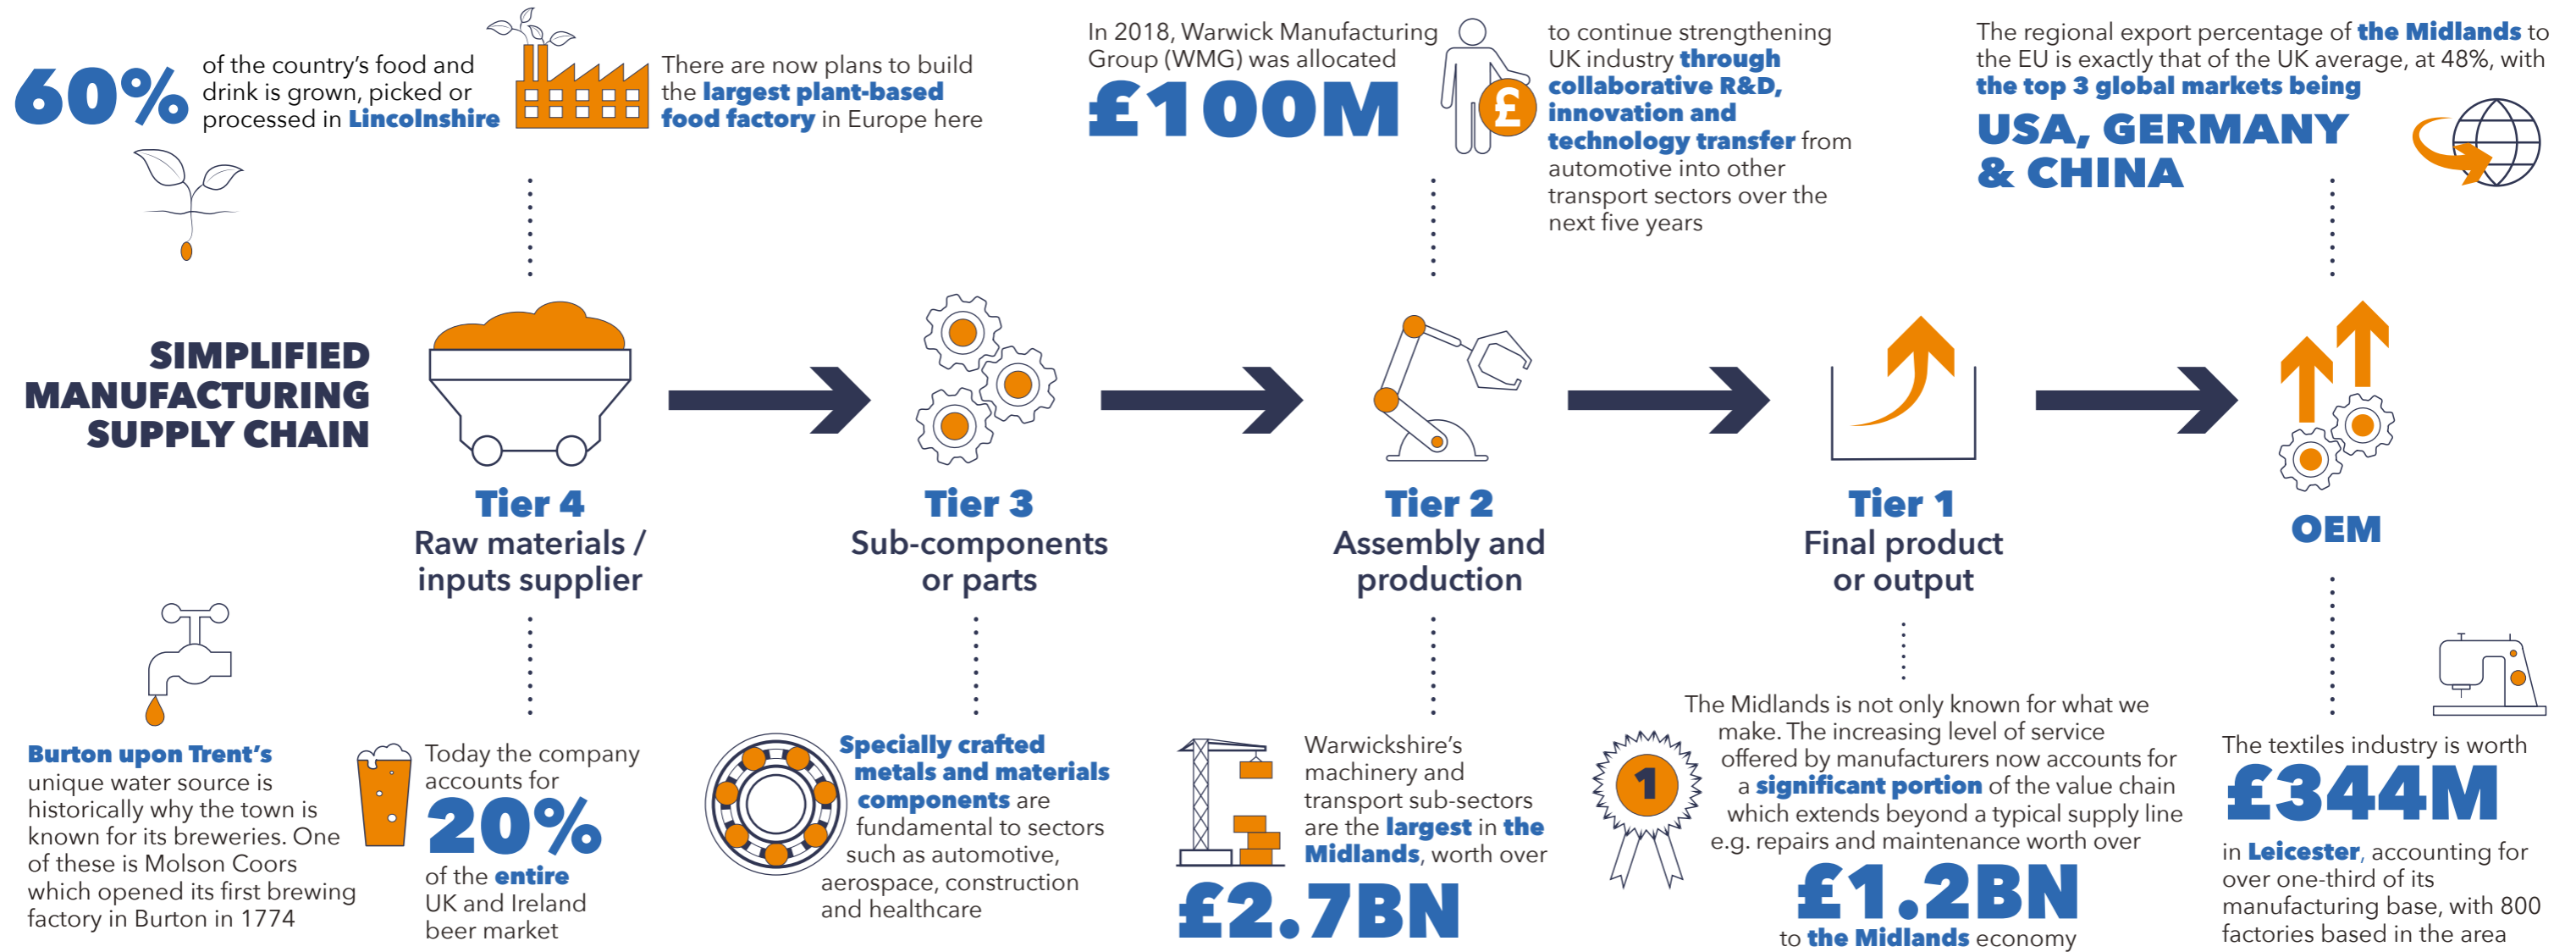 60%
of the country's food and
drink is grown, picked or
processed in Lincolnshire
There are now plans to build
the largest plant-based
food factory in Europe here
In 2018, Warwick Manufacturing
Group (WMG) was allocated
£100M
£
to continue strengthening
UK industry through
collaborative R&D,
innovation and
technology transfer from
automotive into other
transport sectors over the
next five years
The regional export percentage of the Midlands to
the EU is exactly that of the UK average, at 48%, with
the top 3 global markets being
USA, GERMANY
& CHINA
SIMPLIFIED
MANUFACTURING
SUPPLY CHAIN
Tier 4
Raw materials /
inputs supplier
Tier 3
Sub-components
or parts
Tier 2
Assembly and
production
Tier 1
Final product
or output
OEM
Burton upon Trent's
unique water source is
historically why the town is
known for its breweries. One
of these is Molson Coors
which opened its first brewing
factory in Burton in 1774
Today the company
accounts for
20%
of the entire
UK and Ireland
beer market
Specially crafted
metals and materials
components are
fundamental to sectors
such as automotive,
aerospace, construction
and healthcare
Warwickshire's
machinery and
transport sub-sectors
are the largest in the
Midlands, worth over
£2.7BN
1
The Midlands is not only known for what we
make. The increasing level of service
offered by manufacturers now accounts for
a significant portion of the value chain
which extends beyond a typical supply line
e.g. repairs and maintenance worth over
£1.2BN
to the Midlands economy
The textiles industry is worth
£344M
in Leicester, accounting for
over one-third of its
manufacturing base, with 800
factories based in the area